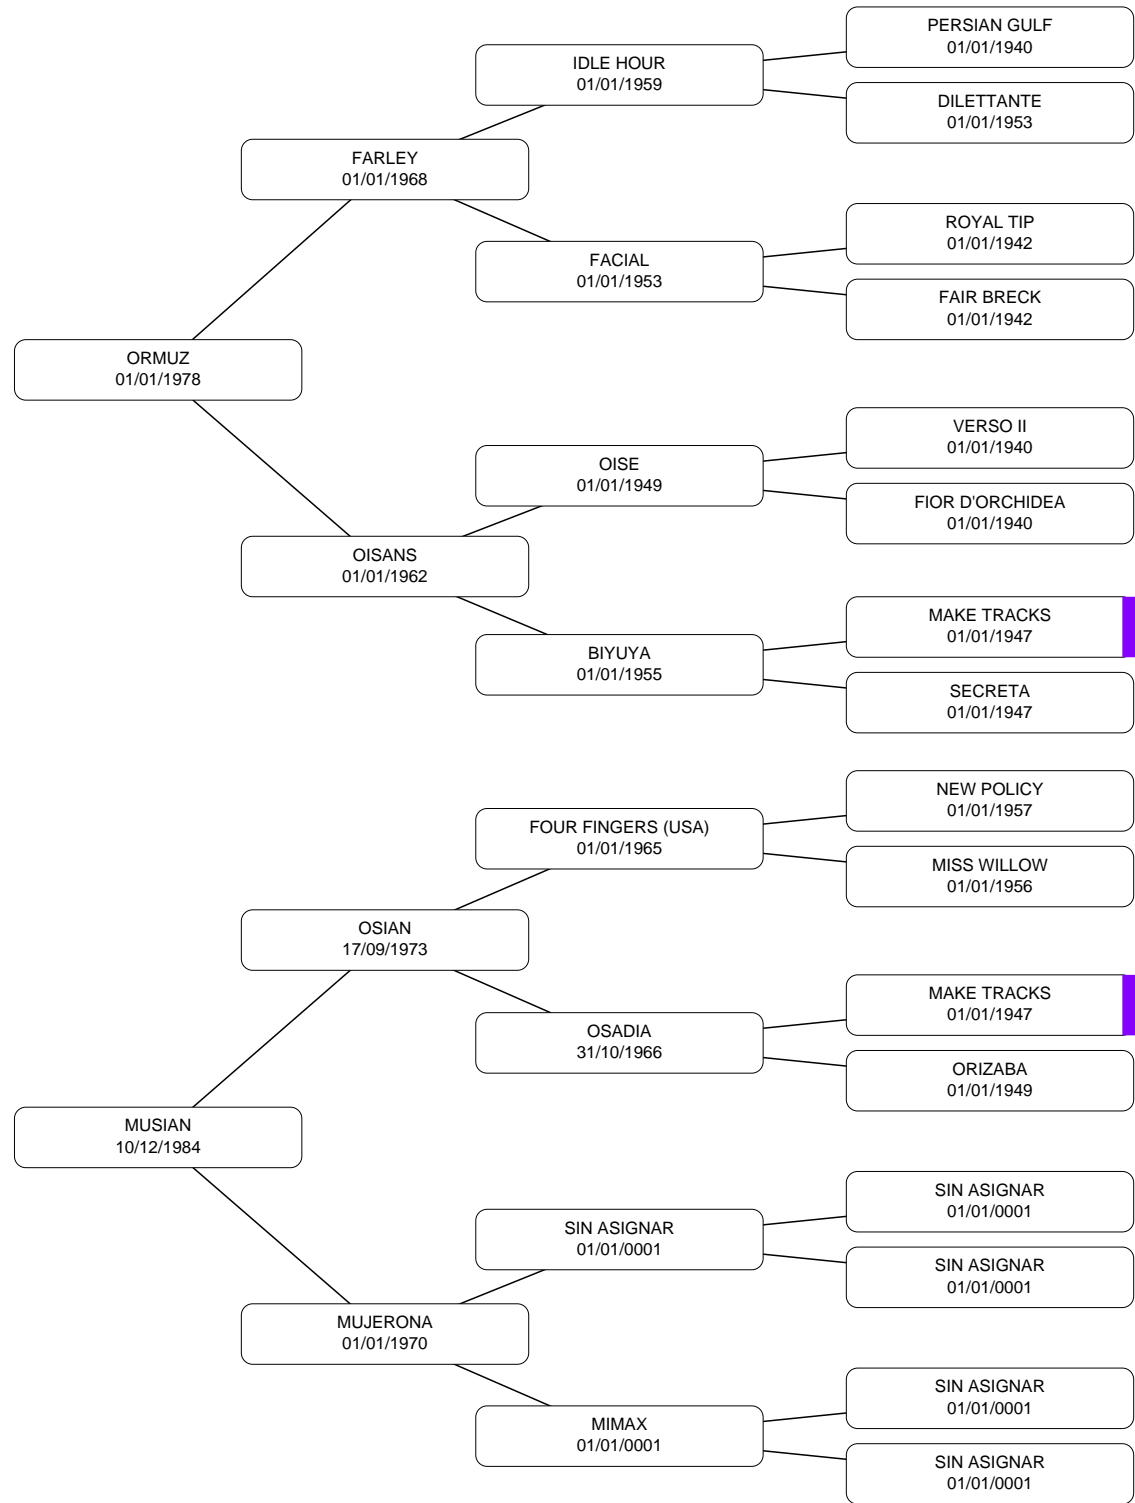 PERSIAN GULF
01/01/1940
IDLE HOUR
01/01/1959
DILETTANTE
01/01/1953
FARLEY
01/01/1968
ROYAL TIP
01/01/1942
FACIAL
01/01/1953
FAIR BRECK
01/01/1942
ORMUZ
01/01/1978
VERSO II
01/01/1940
OISE
01/01/1949
FIOR D'ORCHIDEA
01/01/1940
OISANS
01/01/1962
MAKE TRACKS
01/01/1947
BIYUYA
01/01/1955
SECRETA
01/01/1947
NEW POLICY
01/01/1957
FOUR FINGERS (USA)
01/01/1965
MISS WILLOW
01/01/1956
OSIAN
17/09/1973
MAKE TRACKS
01/01/1947
OSADIA
31/10/1966
ORIZABA
01/01/1949
MUSIAN
10/12/1984
SIN ASIGNAR
01/01/0001
SIN ASIGNAR
01/01/0001
SIN ASIGNAR
01/01/0001
MUJERONA
01/01/1970
SIN ASIGNAR
01/01/0001
MIMAX
01/01/0001
SIN ASIGNAR
01/01/0001